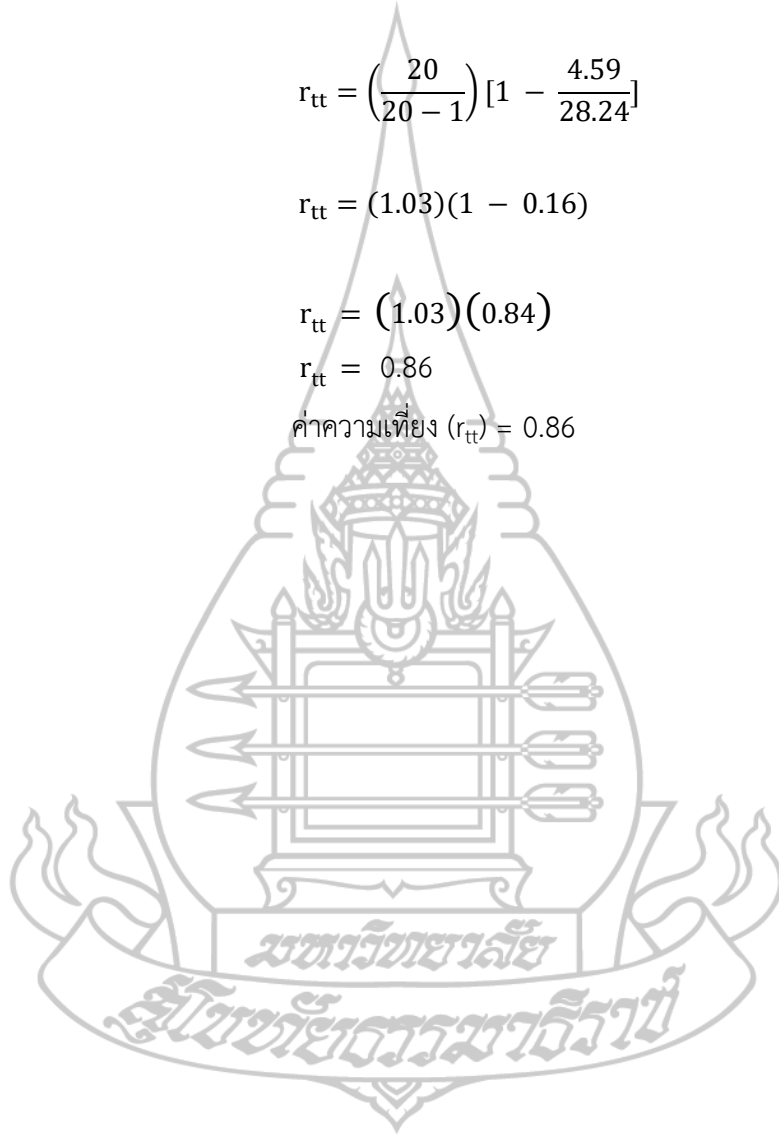 r_tt = (20/(20 − 1)) [1 − 4.59/28.24]
r_tt = (1.03)(1 − 0.16)
r_tt = (1.03)(0.84)
r_tt = 0.86
ค่าความเที่ยง (r_tt) = 0.86
มหาวิทยาลัย
สุโขทัยธรรมาธิราช